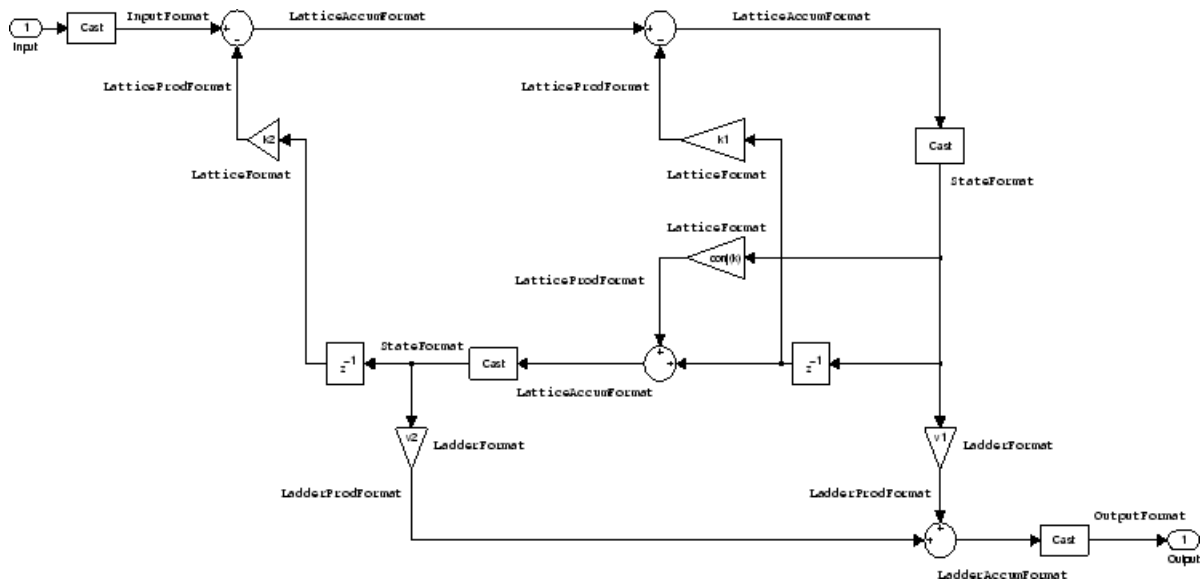 InputFormat
LatticeAccumFormat
LatticeAccumFormat
1
Input
Cast
+
-
+
-
LatticeProdFormat
LatticeProdFormat
k2
k1
Cast
LatticeFormat
LatticeFormat
StateFormat
LatticeFormat
conj(k)
LatticeProdFormat
StateFormat
+
+
z⁻¹
Cast
z⁻¹
LatticeAccumFormat
v2
v1
LadderFormat
LadderFormat
LadderProdFormat
LadderProdFormat
OutputFormat
+
+
Cast
1
Output
LadderAccumFormat